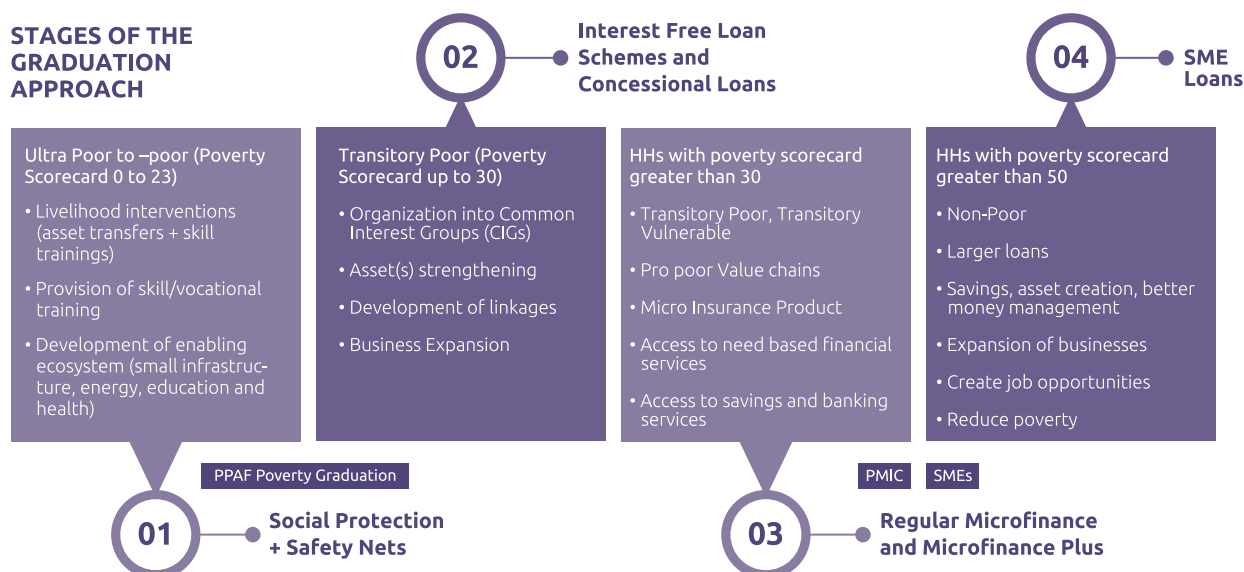 STAGES OF THE
GRADUATION
APPROACH
02
Interest Free Loan
Schemes and
Concessional Loans
04
SME
Loans
Ultra Poor to –poor (Poverty
Scorecard 0 to 23)
• Livelihood interventions
(asset transfers + skill
trainings)
• Provision of skill/vocational
training
• Development of enabling
ecosystem (small infrastruc-
ture, energy, education and
health)
Transitory Poor (Poverty
Scorecard up to 30)
• Organization into Common
Interest Groups (CIGs)
• Asset(s) strengthening
• Development of linkages
• Business Expansion
HHs with poverty scorecard
greater than 30
• Transitory Poor, Transitory
Vulnerable
• Pro poor Value chains
• Micro Insurance Product
• Access to need based financial
services
• Access to savings and banking
services
HHs with poverty scorecard
greater than 50
• Non-Poor
• Larger loans
• Savings, asset creation, better
money management
• Expansion of businesses
• Create job opportunities
• Reduce poverty
PPAF Poverty Graduation
PMIC
SMEs
01
Social Protection
+ Safety Nets
03
Regular Microfinance
and Microfinance Plus